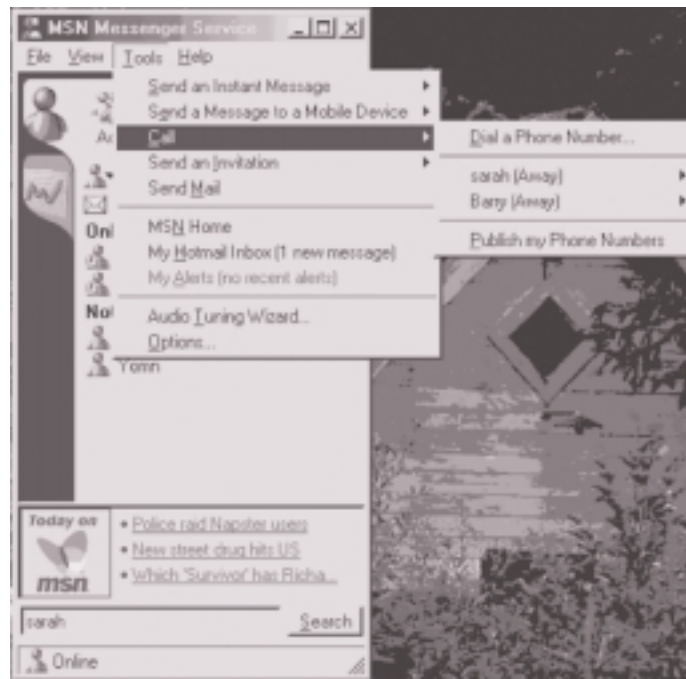 MSN Messenger Service
File View Tools Help
Send an Instant Message
Send a Message to a Mobile Device
Call
Send an Invitation
Send Mail
MSN Home
My Hotmail Inbox (1 new message)
My Alerts (no recent alerts)
Audio Tuning Wizard...
Options...
Dial a Phone Number...
sarah (Away)
Barry (Away)
Publish my Phone Numbers
Ac
Onl
Not
Today on
msn
• Police raid Napster users
• New street drug hits US
• Which 'Survivor' has Richa...
sarah
Search
Online